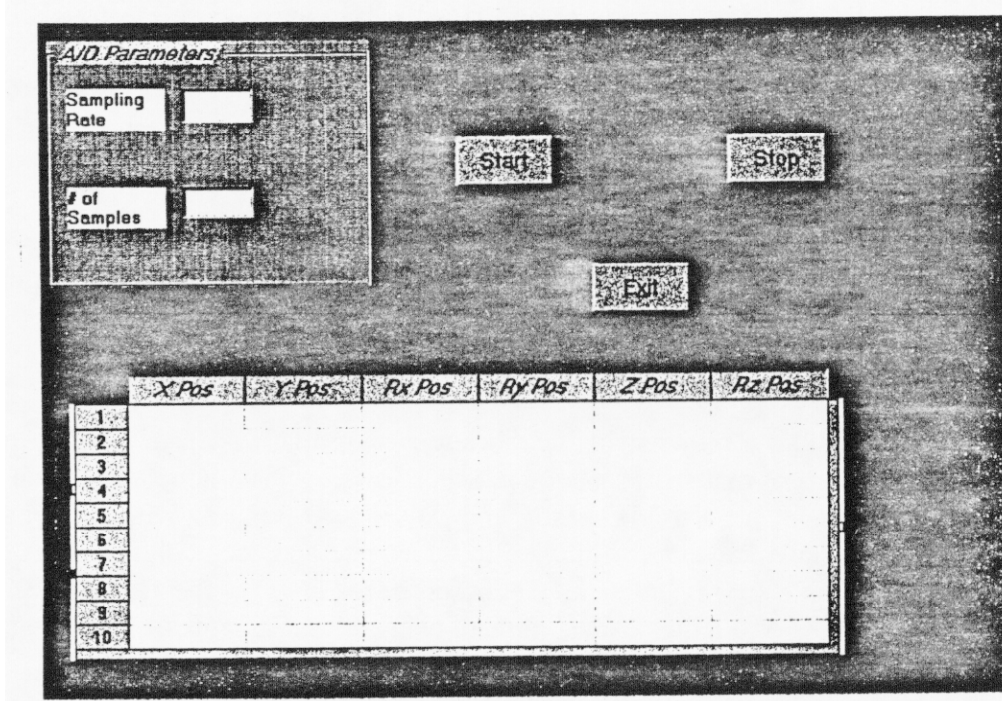 A/D Parameters
Sampling
Rate
# of
Samples
Start
Stop
Exit
X Pos Y Pos Rx Pos Ry Pos Z Pos Rz Pos
1
2
3
4
5
6
7
8
9
10